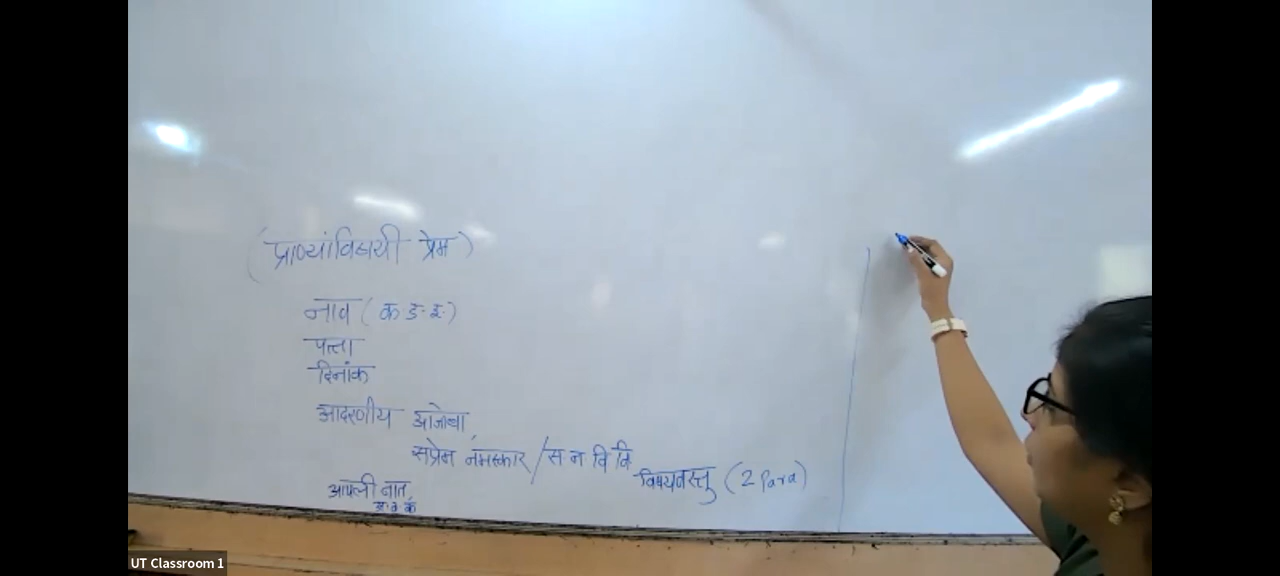 (प्राण्यांविषयी प्रेम)
नाव (क ड. इ.)
पत्ता
दिनांक
आदरणीय आजोबा,
सप्रेम नमस्कार / स न वि वि
विषयवस्तु (2 Para)
आपली नात,
अ. ब. क.
UT Classroom 1